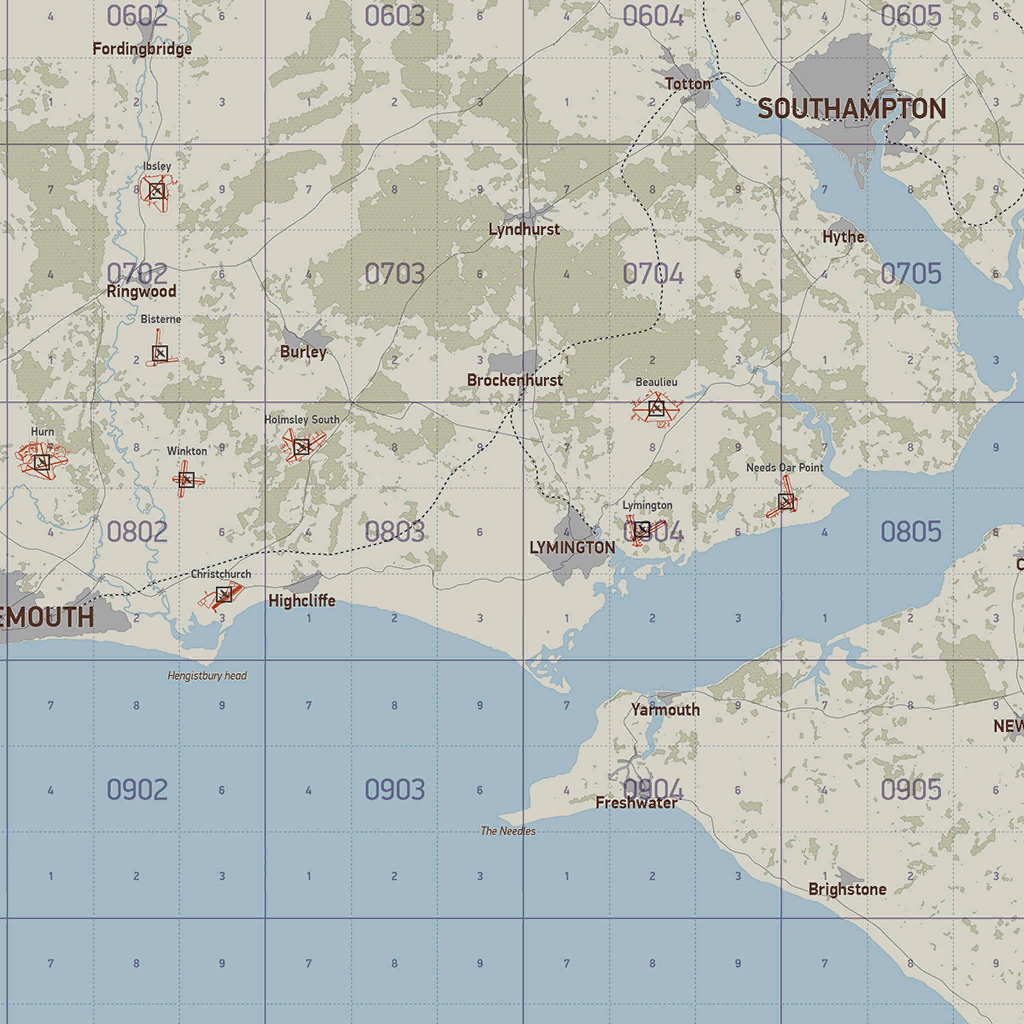 0602 0603 0604 0605
4 6 4 6 4 6 4 6
Fordingbridge
Totton
SOUTHAMPTON
1 2 3 1 2 3 1 2 3 1 2 3
Ibsley
7 8 9 7 8 9 7 8 9 7 8 9
Lyndhurst
Hythe
0702 0703 0704 0705
4 6 4 6 4 6 4 6
Ringwood
Bisterne
1 2 3 1 2 3 1 2 3 1 2 3
Burley
Brockenhurst
Beaulieu
Holmsley South
Hurn
7 8 9 7 8 9 7 8 9 7 8 9
Winkton
Needs Oar Point
Lymington
0802 0803 0804 0805
4 6 4 6 4 6 4 6
LYMINGTON
Christchurch
Highcliffe
EMOUTH
2 3 1 2 3 1 2 3 1 2 3
Hengistbury head
7 8 9 7 8 9 7 8 9 7 8 9
Yarmouth
NEW
0902 0903 0904 0905
4 6 4 6 4 6 4 6
Freshwater
The Needles
1 2 3 1 2 3 1 2 3 1 2 3
Brighstone
7 8 9 7 8 9 7 8 9 7 8 9